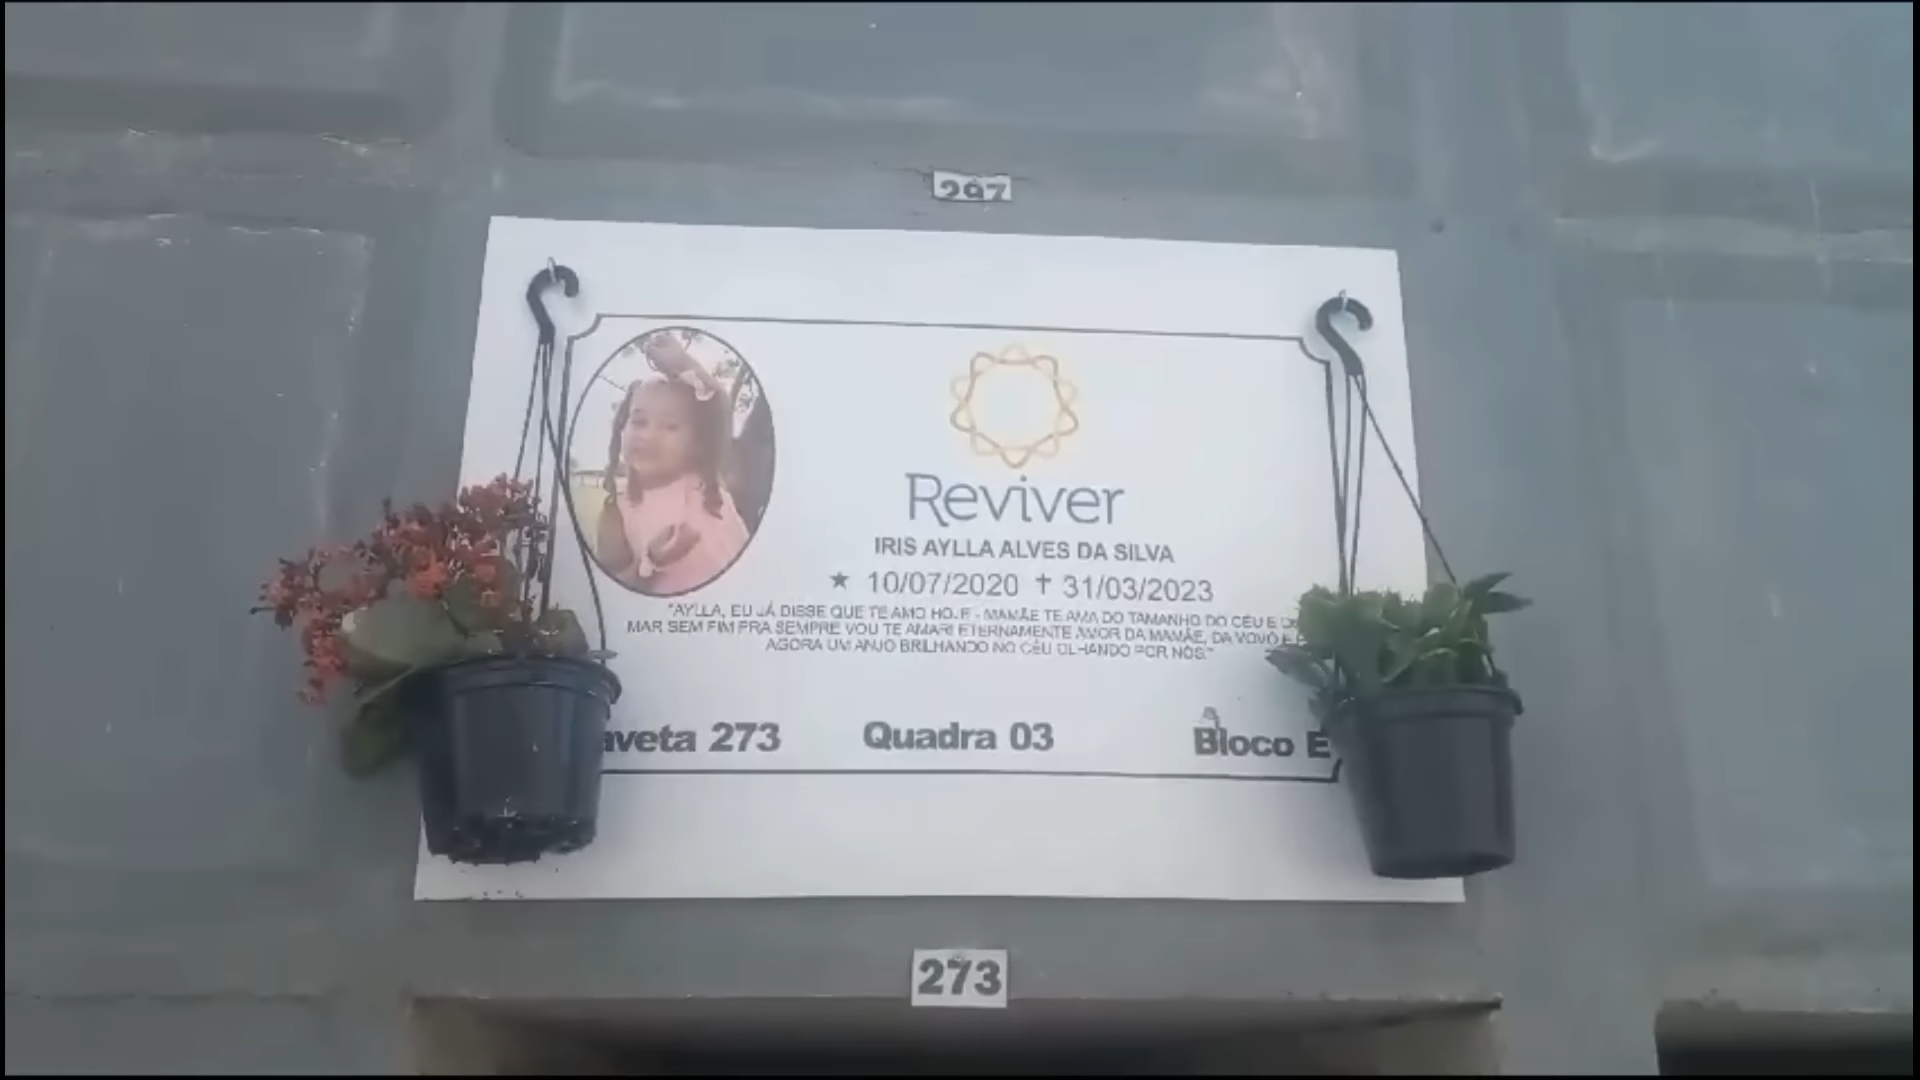 297
Reviver
IRIS AYLLA ALVES DA SILVA
★ 10/07/2020 ✝ 31/03/2023
"AYLLA, EU JÁ DISSE QUE TE AMO HOJE - MAMÃE TE AMA DO TAMANHO DO CÉU E DO
MAR SEM FIM PRA SEMPRE VOU TE AMAR! ETERNAMENTE AMOR DA MAMÃE, DA VOVÓ E
AGORA UM ANJO BRILHANDO NO CÉU OLHANDO POR NÓS."
aveta 273 Quadra 03 Bloco E
273